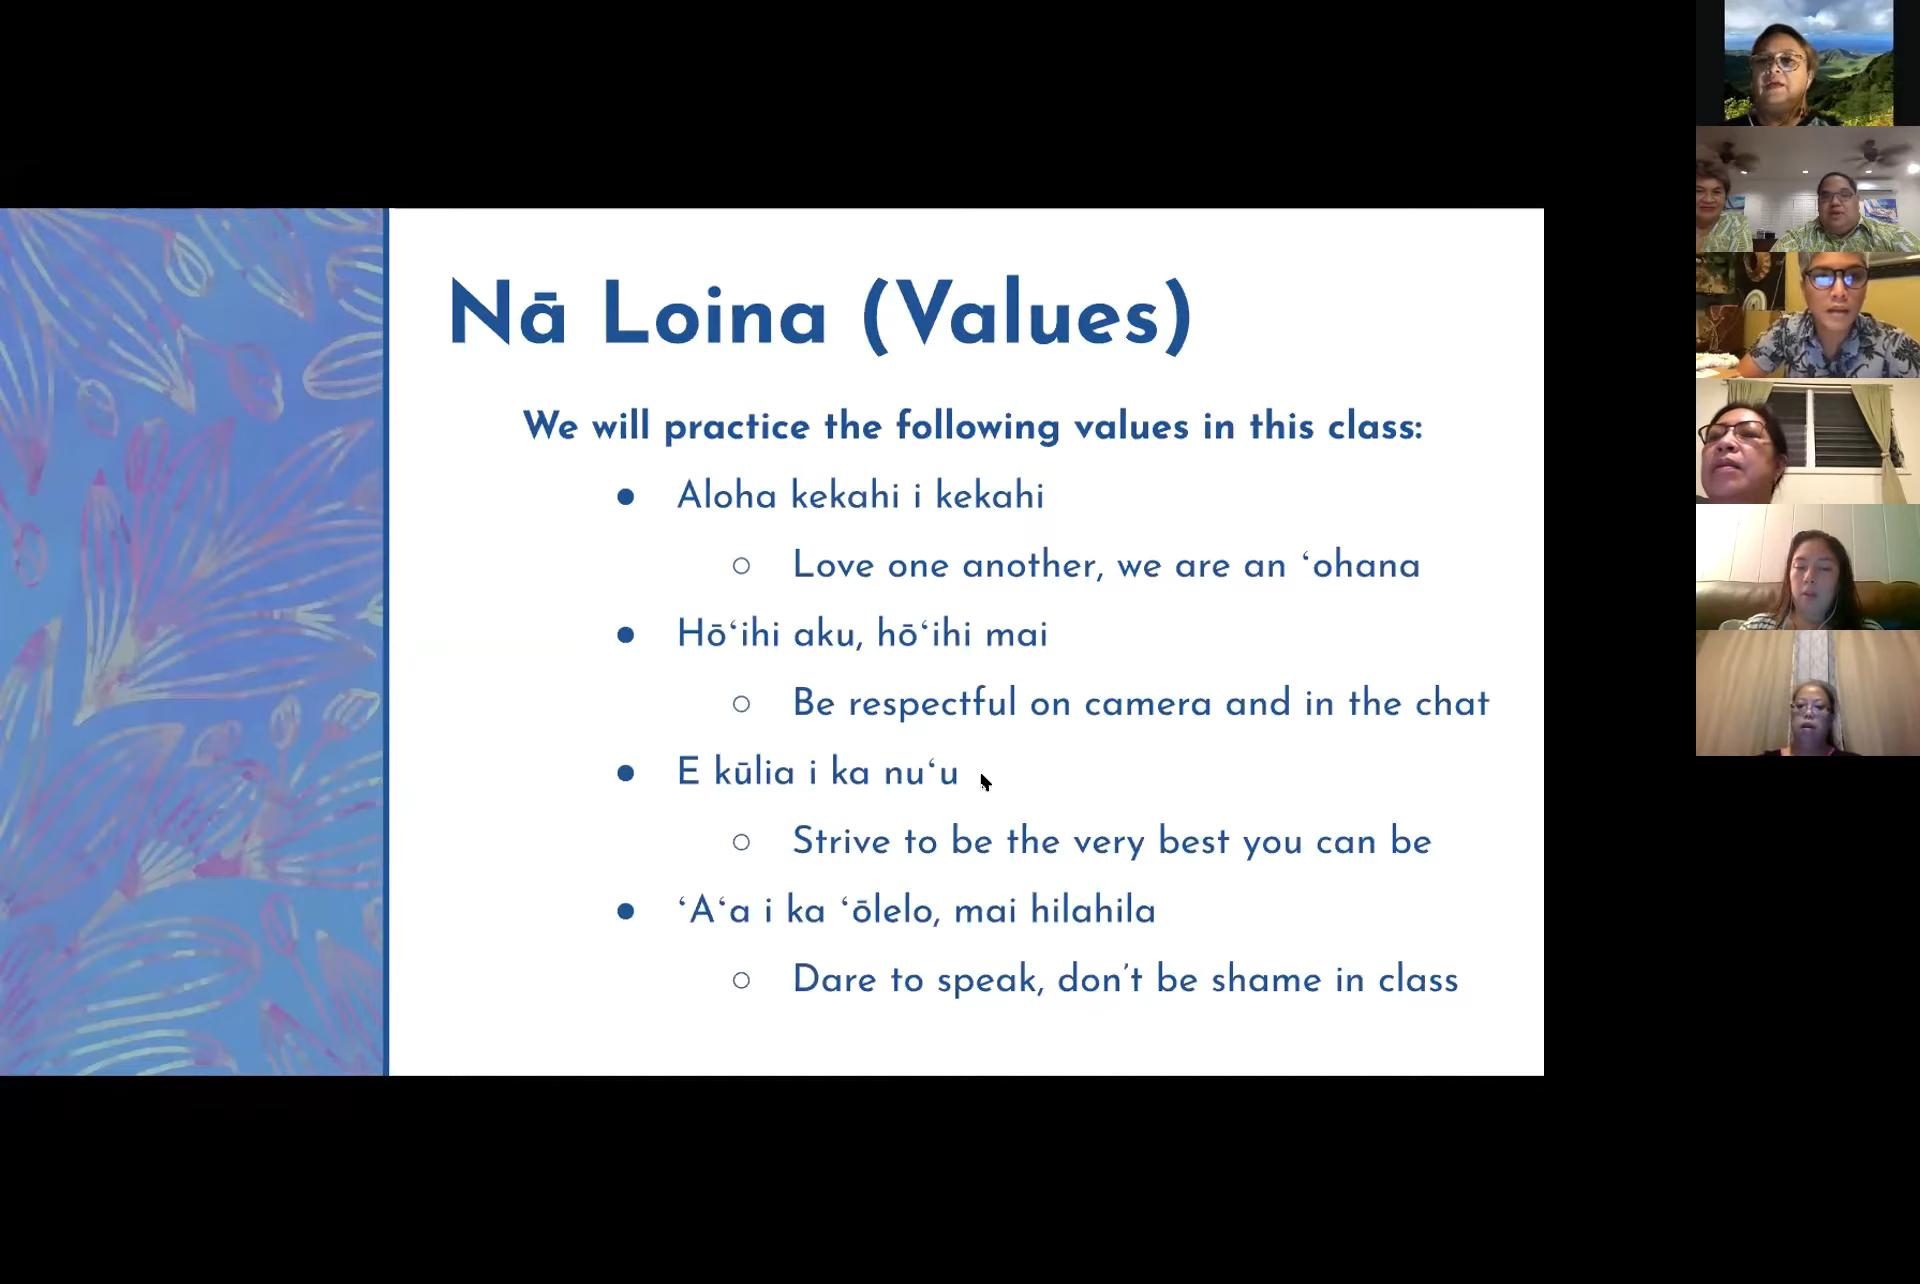 Nā Loina (Values)
We will practice the following values in this class:
● Aloha kekahi i kekahi
○ Love one another, we are an ʻohana
● Hōʻihi aku, hōʻihi mai
○ Be respectful on camera and in the chat
● E kūlia i ka nuʻu
○ Strive to be the very best you can be
● ʻAʻa i ka ʻōlelo, mai hilahila
○ Dare to speak, don’t be shame in class